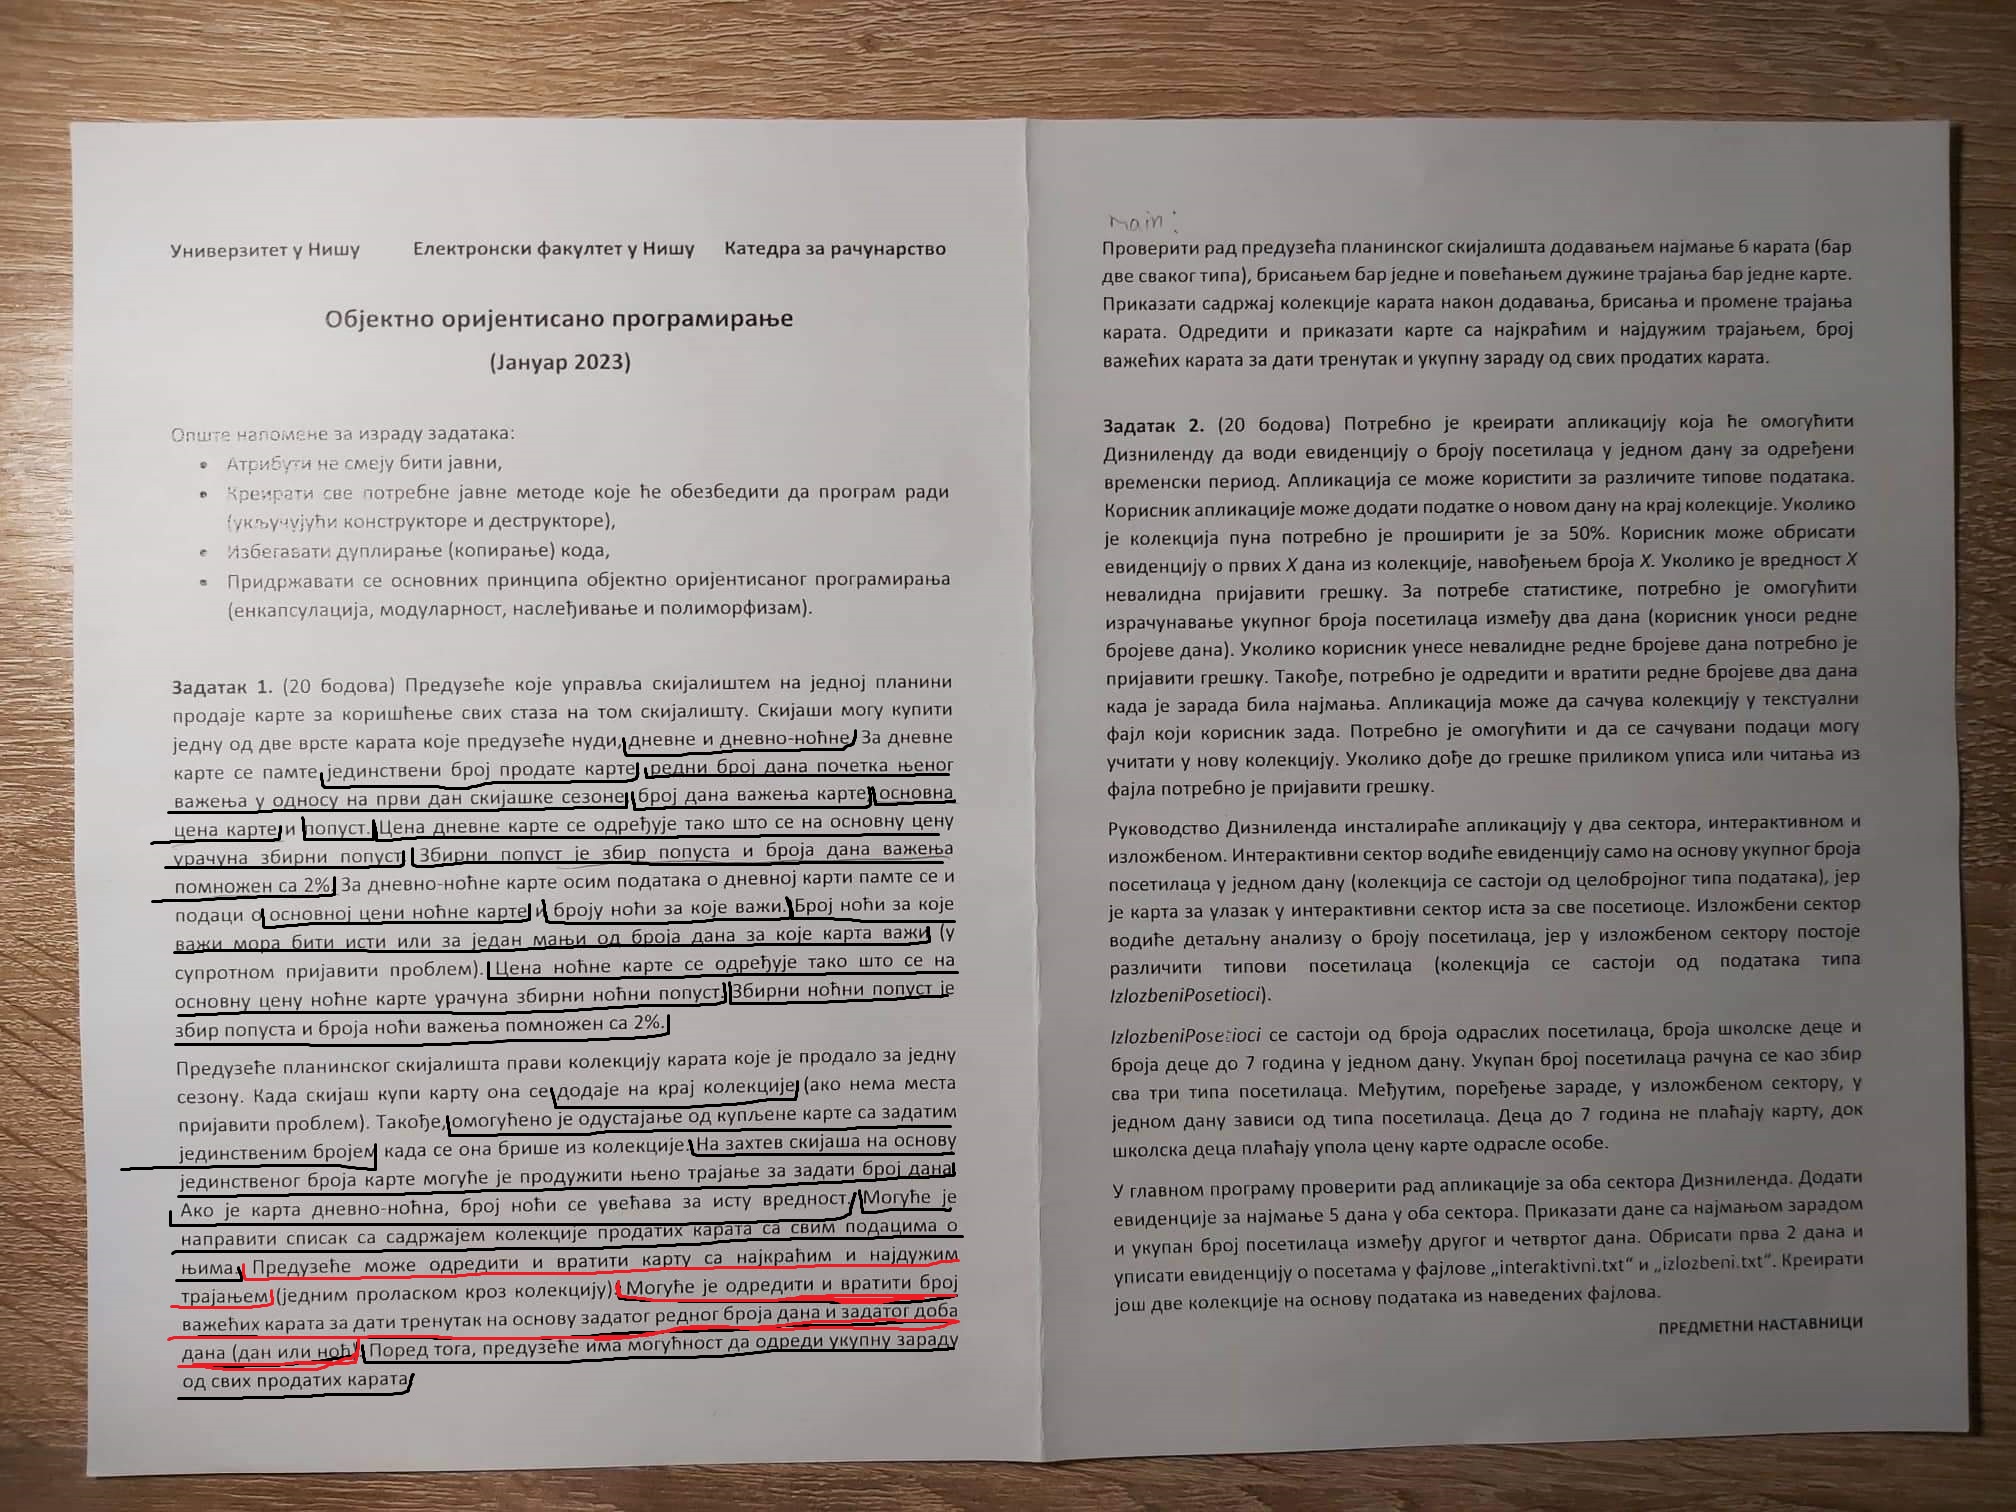 Универзитет у Нишу Електронски факултет у Нишу Катедра за рачунарство
Објектно оријентисано програмирање
(Јануар 2023)
Опште напомене за израду задатака:
• Атрибути не смеју бити јавни,
• Креирати све потребне јавне методе које ће обезбедити да програм ради
(укључујући конструкторе и деструкторе),
• Избегавати дуплирање (копирање) кода,
• Придржавати се основних принципа објектно оријентисаног програмирања
(енкапсулација, модуларност, наслеђивање и полиморфизам).
Задатак 1. (20 бодова) Предузеће које управља скијалиштем на једној планини
продаје карте за коришћење свих стаза на том скијалишту. Скијаши могу купити
једну од две врсте карата које предузеће нуди, дневне и дневно-ноћне. За дневне
карте се памте јединствени број продате карте, редни број дана почетка њеног
важења у односу на први дан скијашке сезоне, број дана важења карте, основна
цена карте и попуст. Цена дневне карте се одређује тако што се на основну цену
урачуна збирни попуст. Збирни попуст је збир попуста и броја дана важења
помножен са 2%. За дневно-ноћне карте осим података о дневној карти памте се и
подаци о основној цени ноћне карте и броју ноћи за које важи. Број ноћи за које
важи мора бити исти или за један мањи од броја дана за које карта важи (у
супротном пријавити проблем). Цена ноћне карте се одређује тако што се на
основну цену ноћне карте урачуна збирни ноћни попуст. Збирни ноћни попуст је
збир попуста и броја ноћи важења помножен са 2%.
Предузеће планинског скијалишта прави колекцију карата које је продало за једну
сезону. Када скијаш купи карту она се додаје на крај колекције (ако нема места
пријавити проблем). Такође, омогућено је одустајање од купљене карте са задатим
јединственим бројем када се она брише из колекције. На захтев скијаша на основу
јединственог броја карте могуће је продужити њено трајање за задати број дана.
Ако је карта дневно-ноћна, број ноћи се увећава за исту вредност. Могуће је
направити списак са садржајем колекције продатих карата са свим подацима о
њима. Предузеће може одредити и вратити карту са најкраћим и најдужим
трајањем (једним проласком кроз колекцију). Могуће је одредити и вратити број
важећих карата за дати тренутак на основу задатог редног броја дана и задатог доба
дана (дан или ноћ). Поред тога, предузеће има могућност да одреди укупну зараду
од свих продатих карата.
main:
Проверити рад предузећа планинског скијалишта додавањем најмање 6 карата (бар
две сваког типа), брисањем бар једне и повећањем дужине трајања бар једне карте.
Приказати садржај колекције карата након додавања, брисања и промене трајања
карата. Одредити и приказати карте са најкраћим и најдужим трајањем, број
важећих карата за дати тренутак и укупну зараду од свих продатих карата.
Задатак 2. (20 бодова) Потребно је креирати апликацију која ће омогућити
Дизниленду да води евиденцију о броју посетилаца у једном дану за одређени
временски период. Апликација се може користити за различите типове података.
Корисник апликације може додати податке о новом дану на крај колекције. Уколико
је колекција пуна потребно је проширити је за 50%. Корисник може обрисати
евиденцију о првих X дана из колекције, навођењем броја X. Уколико је вредност X
невалидна пријавити грешку. За потребе статистике, потребно је омогућити
израчунавање укупног броја посетилаца између два дана (корисник уноси редне
бројеве дана). Уколико корисник унесе невалидне редне бројеве дана потребно је
пријавити грешку. Такође, потребно је одредити и вратити редне бројеве два дана
када је зарада била најмања. Апликација може да сачува колекцију у текстуални
фајл који корисник зада. Потребно је омогућити и да се сачувани подаци могу
учитати у нову колекцију. Уколико дође до грешке приликом уписа или читања из
фајла потребно је пријавити грешку.
Руководство Дизниленда инсталираће апликацију у два сектора, интерактивном и
изложбеном. Интерактивни сектор водиће евиденцију само на основу укупног броја
посетилаца у једном дану (колекција се састоји од целобројног типа података), јер
је карта за улазак у интерактивни сектор иста за све посетиоце. Изложбени сектор
водиће детаљну анализу о броју посетилаца, јер у изложбеном сектору постоје
различити типови посетилаца (колекција се састоји од података типа
IzlozbeniPosetioci).
IzlozbeniPosetioci се састоји од броја одраслих посетилаца, броја школске деце и
броја деце до 7 година у једном дану. Укупан број посетилаца рачуна се као збир
сва три типа посетилаца. Међутим, поређење зараде, у изложбеном сектору, у
једном дану зависи од типа посетилаца. Деца до 7 година не плаћају карту, док
школска деца плаћају упола цену карте одрасле особе.
У главном програму проверити рад апликације за оба сектора Дизниленда. Додати
евиденције за најмање 5 дана у оба сектора. Приказати дане са најмањом зарадом
и укупан број посетилаца између другог и четвртог дана. Обрисати прва 2 дана и
уписати евиденцију о посетама у фајлове „interaktivni.txt“ и „izlozbeni.txt“. Креирати
још две колекције на основу података из наведених фајлова.
ПРЕДМЕТНИ НАСТАВНИЦИ